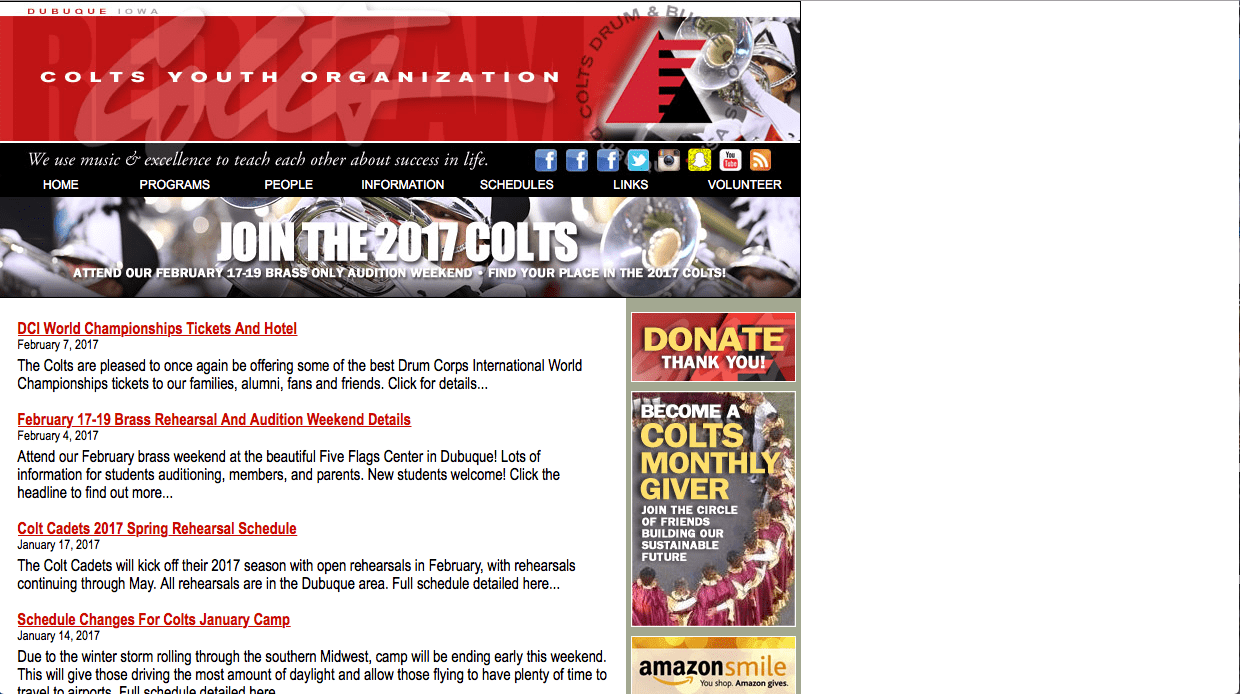 DUBUQUE IOWA
COLTS YOUTH ORGANIZATION
COLTS DRUM & BUGLE
We use music & excellence to teach each other about success in life.
You
Tube
HOME PROGRAMS PEOPLE INFORMATION SCHEDULES LINKS VOLUNTEER
JOIN THE 2017 COLTS
ATTEND OUR FEBRUARY 17-19 BRASS ONLY AUDITION WEEKEND • FIND YOUR PLACE IN THE 2017 COLTS!
DCI World Championships Tickets And Hotel
February 7, 2017
The Colts are pleased to once again be offering some of the best Drum Corps International World
Championships tickets to our families, alumni, fans and friends. Click for details...
February 17-19 Brass Rehearsal And Audition Weekend Details
February 4, 2017
Attend our February brass weekend at the beautiful Five Flags Center in Dubuque! Lots of
information for students auditioning, members, and parents. New students welcome! Click the
headline to find out more...
Colt Cadets 2017 Spring Rehearsal Schedule
January 17, 2017
The Colt Cadets will kick off their 2017 season with open rehearsals in February, with rehearsals
continuing through May. All rehearsals are in the Dubuque area. Full schedule detailed here...
Schedule Changes For Colts January Camp
January 14, 2017
Due to the winter storm rolling through the southern Midwest, camp will be ending early this weekend.
This will give those driving the most amount of daylight and allow those flying to have plenty of time to
travel to airports. Full schedule detailed here
DONATE
THANK YOU!
BECOME A
COLTS
MONTHLY
GIVER
JOIN THE CIRCLE
OF FRIENDS
BUILDING OUR
SUSTAINABLE
FUTURE
amazonsmile
You shop. Amazon gives.